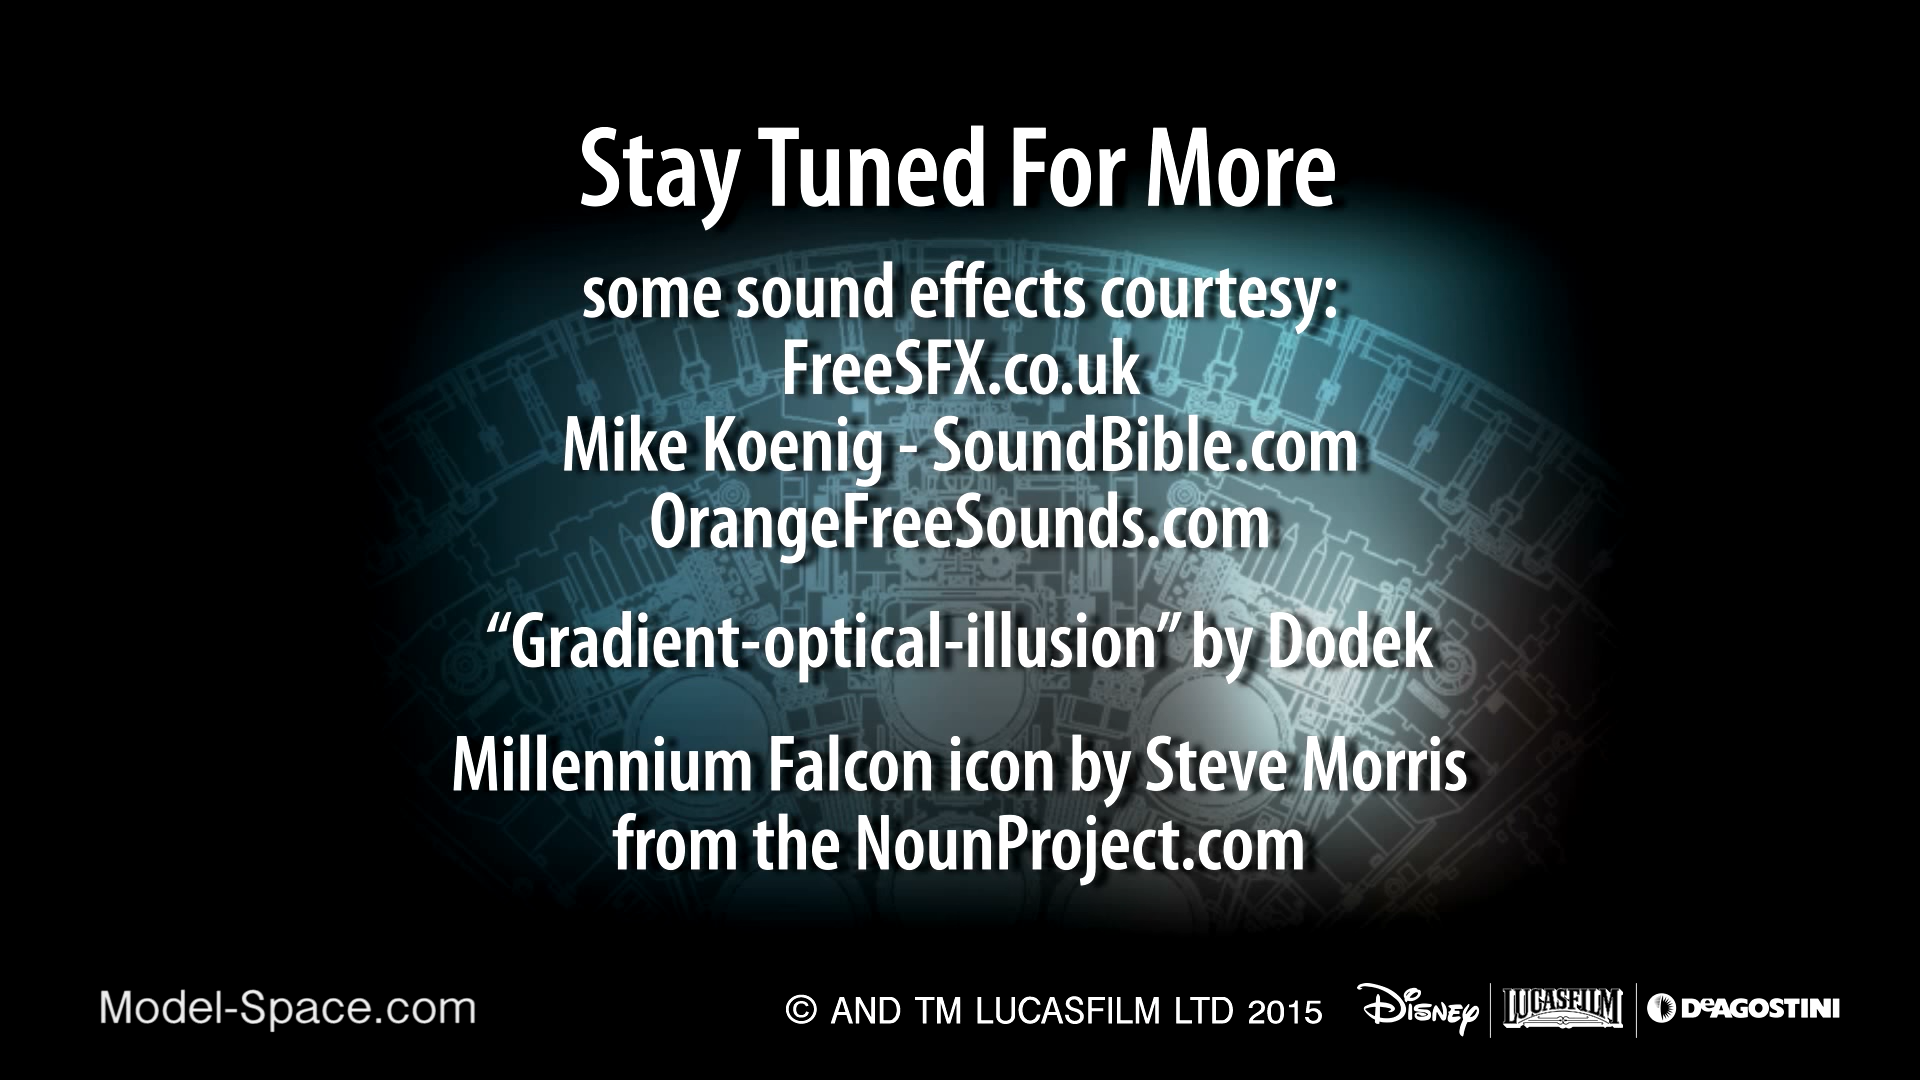 Stay Tuned For More
some sound effects courtesy:
FreeSFX.co.uk
Mike Koenig - SoundBible.com
OrangeFreeSounds.com
“Gradient-optical-illusion” by Dodek
Millennium Falcon icon by Steve Morris
from the NounProject.com
Model-Space.com
© AND TM LUCASFILM LTD 2015
DISNEY
LUCASFILM
DEAGOSTINI